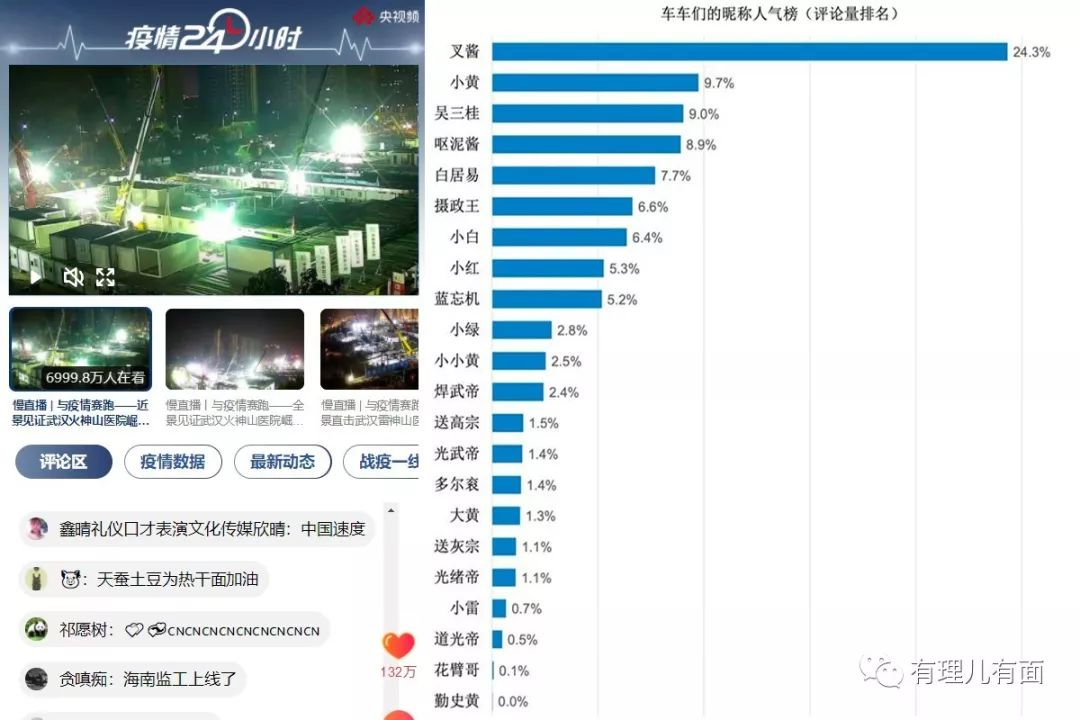 疫情24小时
央视频
6999.8万人在看
慢直播 | 与疫情赛跑——近
景见证武汉火神山医院崛...
慢直播 | 与疫情赛跑——全
景见证武汉火神山医院崛...
慢直播 | 与疫情赛跑
景直击武汉雷神山医
评论区
疫情数据
最新动态
战疫一线
鑫晴礼仪口才表演文化传媒欣晴：中国速度
🐷：天蚕土豆为热干面加油
祁愿树：CNCNCNCNCNCNCNCNCN
贪嗔痴：海南监工上线了
132万
车车们的昵称人气榜（评论量排名）
叉酱 24.3%
小黄 9.7%
吴三桂 9.0%
呕泥酱 8.9%
白居易 7.7%
摄政王 6.6%
小白 6.4%
小红 5.3%
蓝忘机 5.2%
小绿 2.8%
小小黄 2.5%
焊武帝 2.4%
送高宗 1.5%
光武帝 1.4%
多尔衮 1.4%
大黄 1.3%
送灰宗 1.1%
光绪帝 1.1%
小雷 0.7%
道光帝 0.5%
花臂哥 0.1%
勤史黄 0.0%
有理儿有面